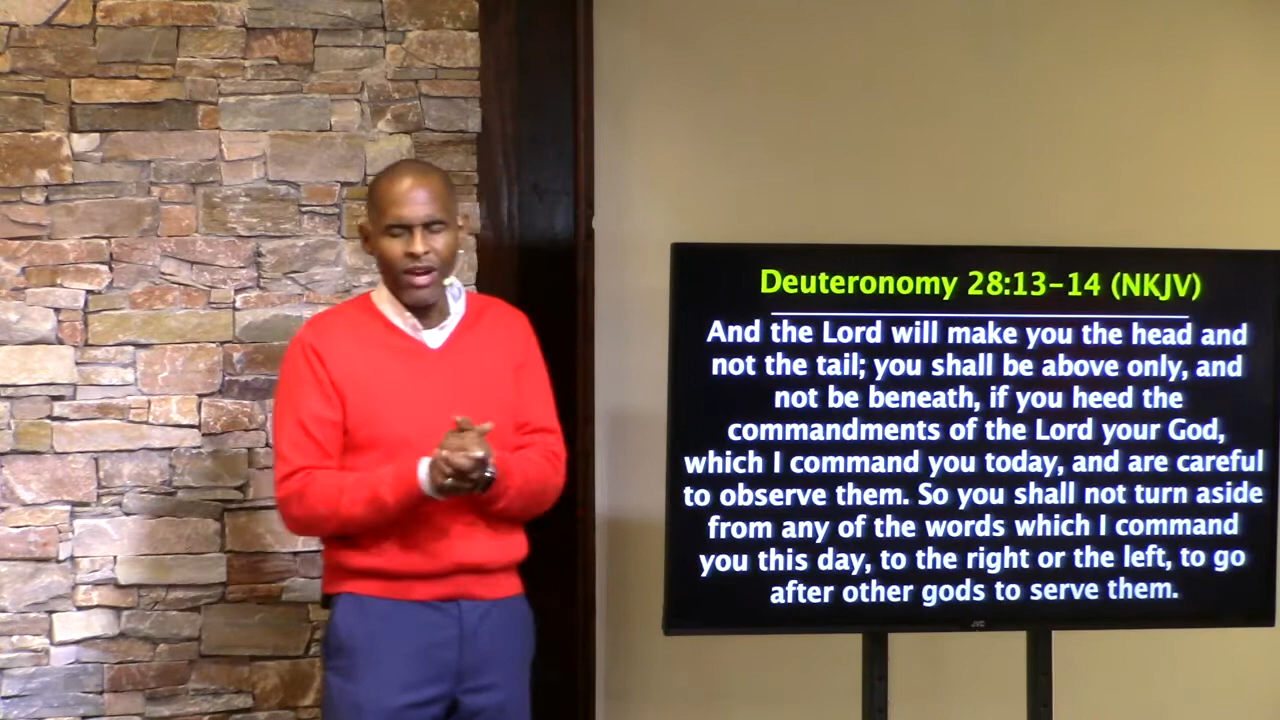 Deuteronomy 28:13-14 (NKJV)
And the Lord will make you the head and
not the tail; you shall be above only, and
not be beneath, if you heed the
commandments of the Lord your God,
which I command you today, and are careful
to observe them. So you shall not turn aside
from any of the words which I command
you this day, to the right or the left, to go
after other gods to serve them.
JVC